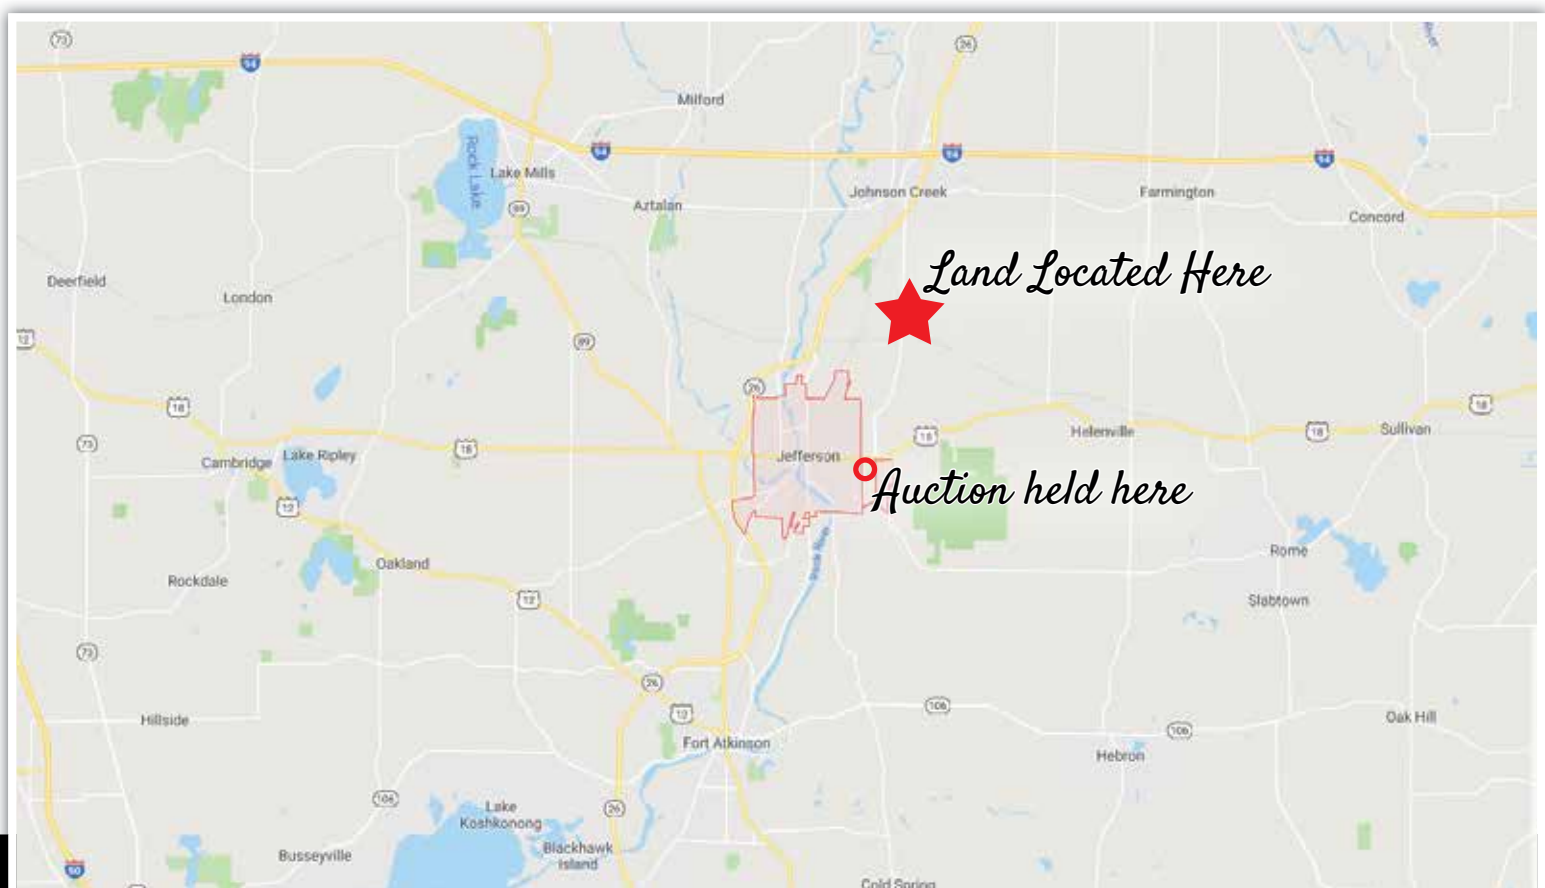 73
94
26
Milford
94
94
94
Rock Lake
Lake Mills
Johnson Creek
Farmington
89
Aztalan
Concord
Land Located Here
Deerfield
London
12
89
26
18
18
73
18
Helenville
18
Sullivan
18
Cambridge
Lake Ripley
Jefferson
Auction held here
12
Rock River
Rome
Oakland
Rockdale
12
Slabtown
73
26
12
106
Hillside
Oak Hill
106
Fort Atkinson
Hebron
106
Lake
Koshkonong
26
Blackhawk
Island
Busseyville
90
Cold Spring